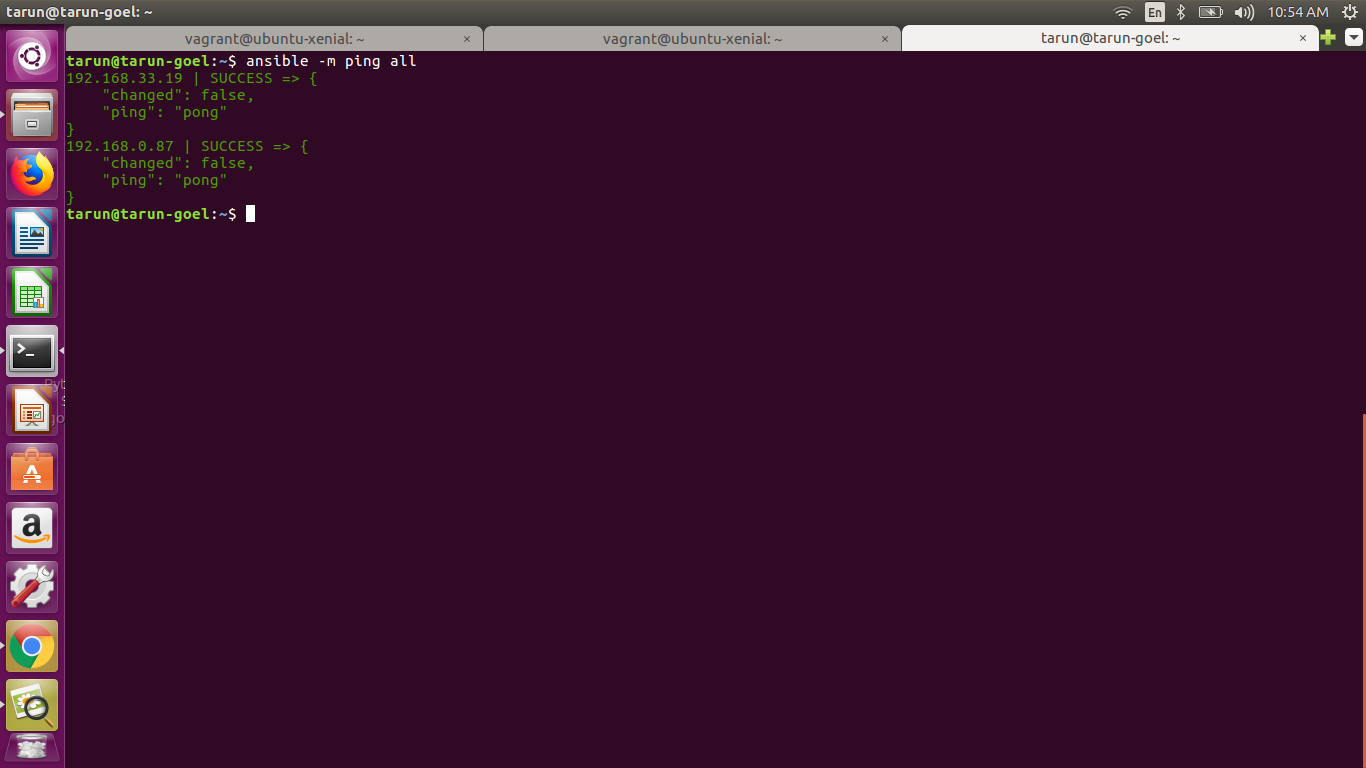 tarun@tarun-goel: ~
En
10:54 AM
vagrant@ubuntu-xenial: ~ ×
vagrant@ubuntu-xenial: ~ ×
tarun@tarun-goel: ~ ×
tarun@tarun-goel:~$ ansible -m ping all
192.168.33.19 | SUCCESS => {
    "changed": false,
    "ping": "pong"
}
192.168.0.87 | SUCCESS => {
    "changed": false,
    "ping": "pong"
}
tarun@tarun-goel:~$